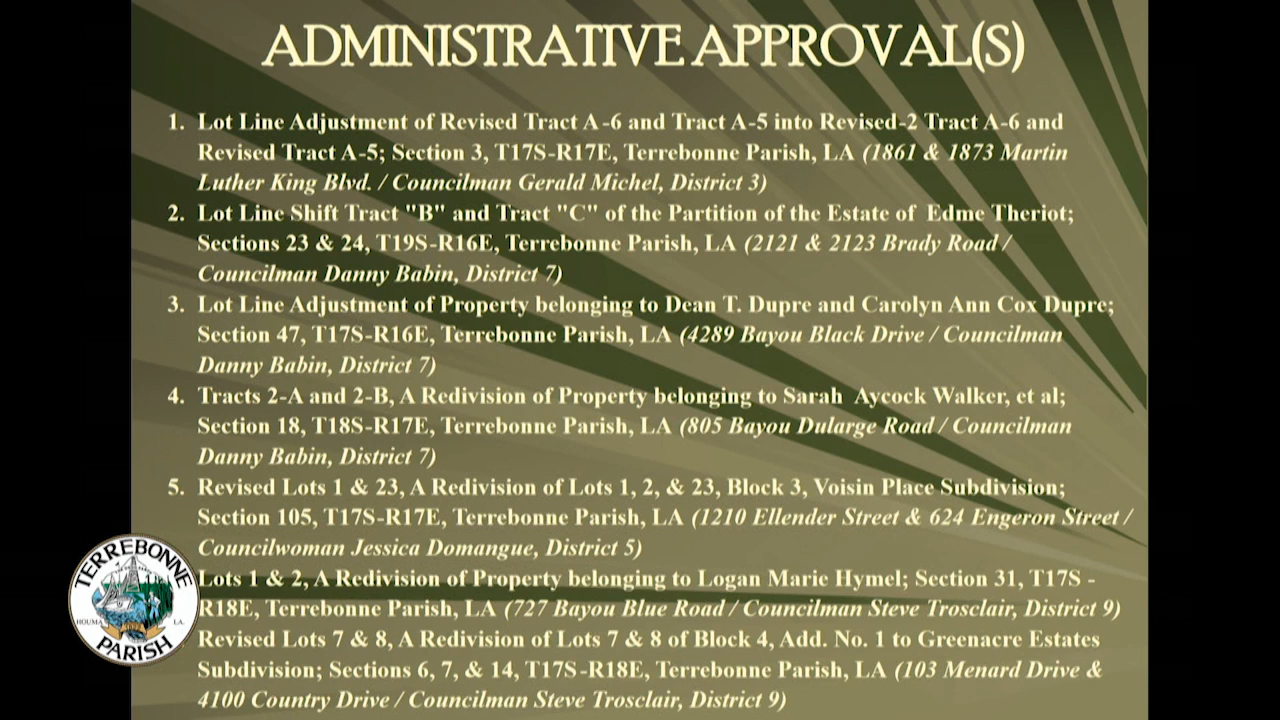 ADMINISTRATIVE APPROVAL(S)
1. Lot Line Adjustment of Revised Tract A-6 and Tract A-5 into Revised-2 Tract A-6 and
Revised Tract A-5; Section 3, T17S-R17E, Terrebonne Parish, LA (1861 & 1873 Martin
Luther King Blvd. / Councilman Gerald Michel, District 3)
2. Lot Line Shift Tract "B" and Tract "C" of the Partition of the Estate of Edme Theriot;
Sections 23 & 24, T19S-R16E, Terrebonne Parish, LA (2121 & 2123 Brady Road /
Councilman Danny Babin, District 7)
3. Lot Line Adjustment of Property belonging to Dean T. Dupre and Carolyn Ann Cox Dupre;
Section 47, T17S-R16E, Terrebonne Parish, LA (4289 Bayou Black Drive / Councilman
Danny Babin, District 7)
4. Tracts 2-A and 2-B, A Redivision of Property belonging to Sarah Aycock Walker, et al;
Section 18, T18S-R17E, Terrebonne Parish, LA (805 Bayou Dularge Road / Councilman
Danny Babin, District 7)
5. Revised Lots 1 & 23, A Redivision of Lots 1, 2, & 23, Block 3, Voisin Place Subdivision;
Section 105, T17S-R17E, Terrebonne Parish, LA (1210 Ellender Street & 624 Engeron Street /
Councilwoman Jessica Domangue, District 5)
Lots 1 & 2, A Redivision of Property belonging to Logan Marie Hymel; Section 31, T17S -
R18E, Terrebonne Parish, LA (727 Bayou Blue Road / Councilman Steve Trosclair, District 9)
Revised Lots 7 & 8, A Redivision of Lots 7 & 8 of Block 4, Add. No. 1 to Greenacre Estates
Subdivision; Sections 6, 7, & 14, T17S-R18E, Terrebonne Parish, LA (103 Menard Drive &
4100 Country Drive / Councilman Steve Trosclair, District 9)
TERREBONNE
HOUMA LA.
PARISH